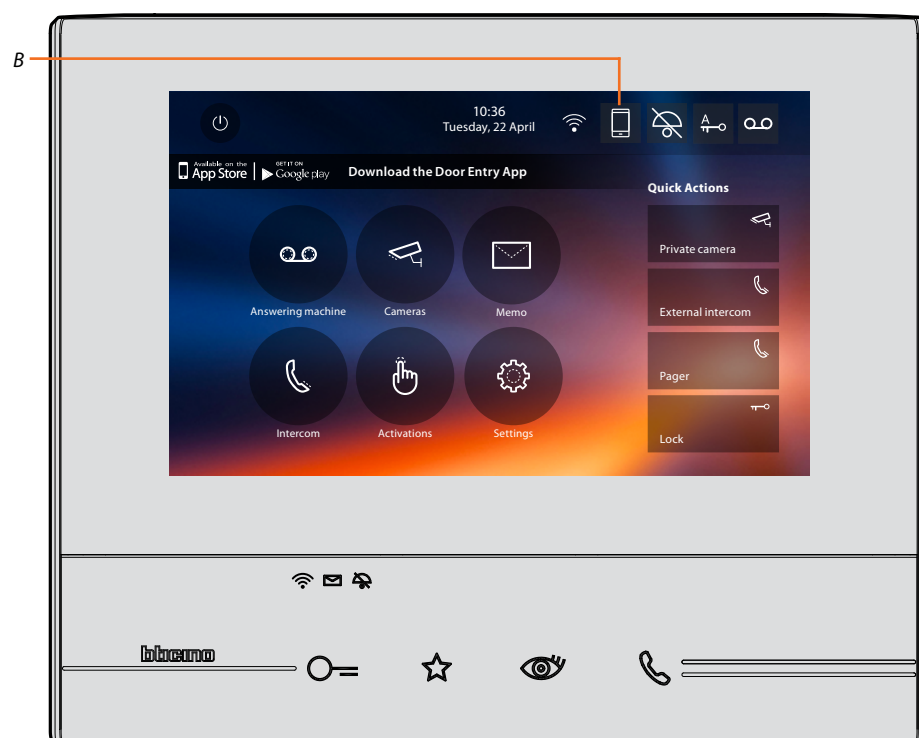 B
10:36
Tuesday, 22 April
A
Available on the
App Store
GET IT ON
Google play
Download the Door Entry App
Quick Actions
Private camera
External intercom
Pager
Lock
Answering machine
Cameras
Memo
Intercom
Activations
Settings
bticino